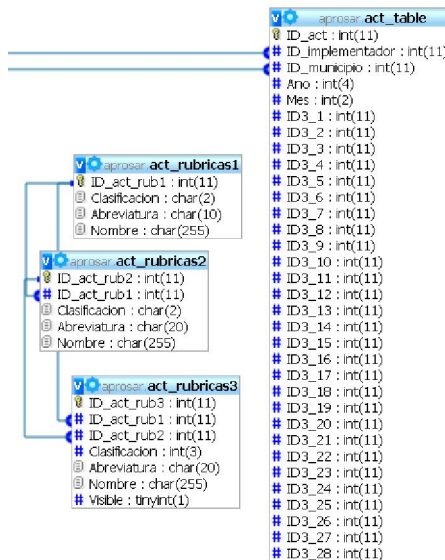 aprosar.act_table
ID_act : int(11)
ID_implementador : int(11)
ID_municipio : int(11)
Ano : int(4)
Mes : int(2)
ID3_1 : int(11)
ID3_2 : int(11)
ID3_3 : int(11)
ID3_4 : int(11)
ID3_5 : int(11)
ID3_6 : int(11)
ID3_7 : int(11)
ID3_8 : int(11)
ID3_9 : int(11)
ID3_10 : int(11)
ID3_11 : int(11)
ID3_12 : int(11)
ID3_13 : int(11)
ID3_14 : int(11)
ID3_15 : int(11)
ID3_16 : int(11)
ID3_17 : int(11)
ID3_18 : int(11)
ID3_19 : int(11)
ID3_20 : int(11)
ID3_21 : int(11)
ID3_22 : int(11)
ID3_23 : int(11)
ID3_24 : int(11)
ID3_25 : int(11)
ID3_26 : int(11)
ID3_27 : int(11)
ID3_28 : int(11)
aprosar.act_rubricas1
ID_act_rub1 : int(11)
Clasificacion : char(2)
Abreviatura : char(10)
Nombre : char(255)
aprosar.act_rubricas2
ID_act_rub2 : int(11)
ID_act_rub1 : int(11)
Clasificacion : char(2)
Abreviatura : char(20)
Nombre : char(255)
aprosar.act_rubricas3
ID_act_rub3 : int(11)
ID_act_rub1 : int(11)
ID_act_rub2 : int(11)
Clasificacion : int(3)
Abreviatura : char(20)
Nombre : char(255)
Visible : tinyint(1)